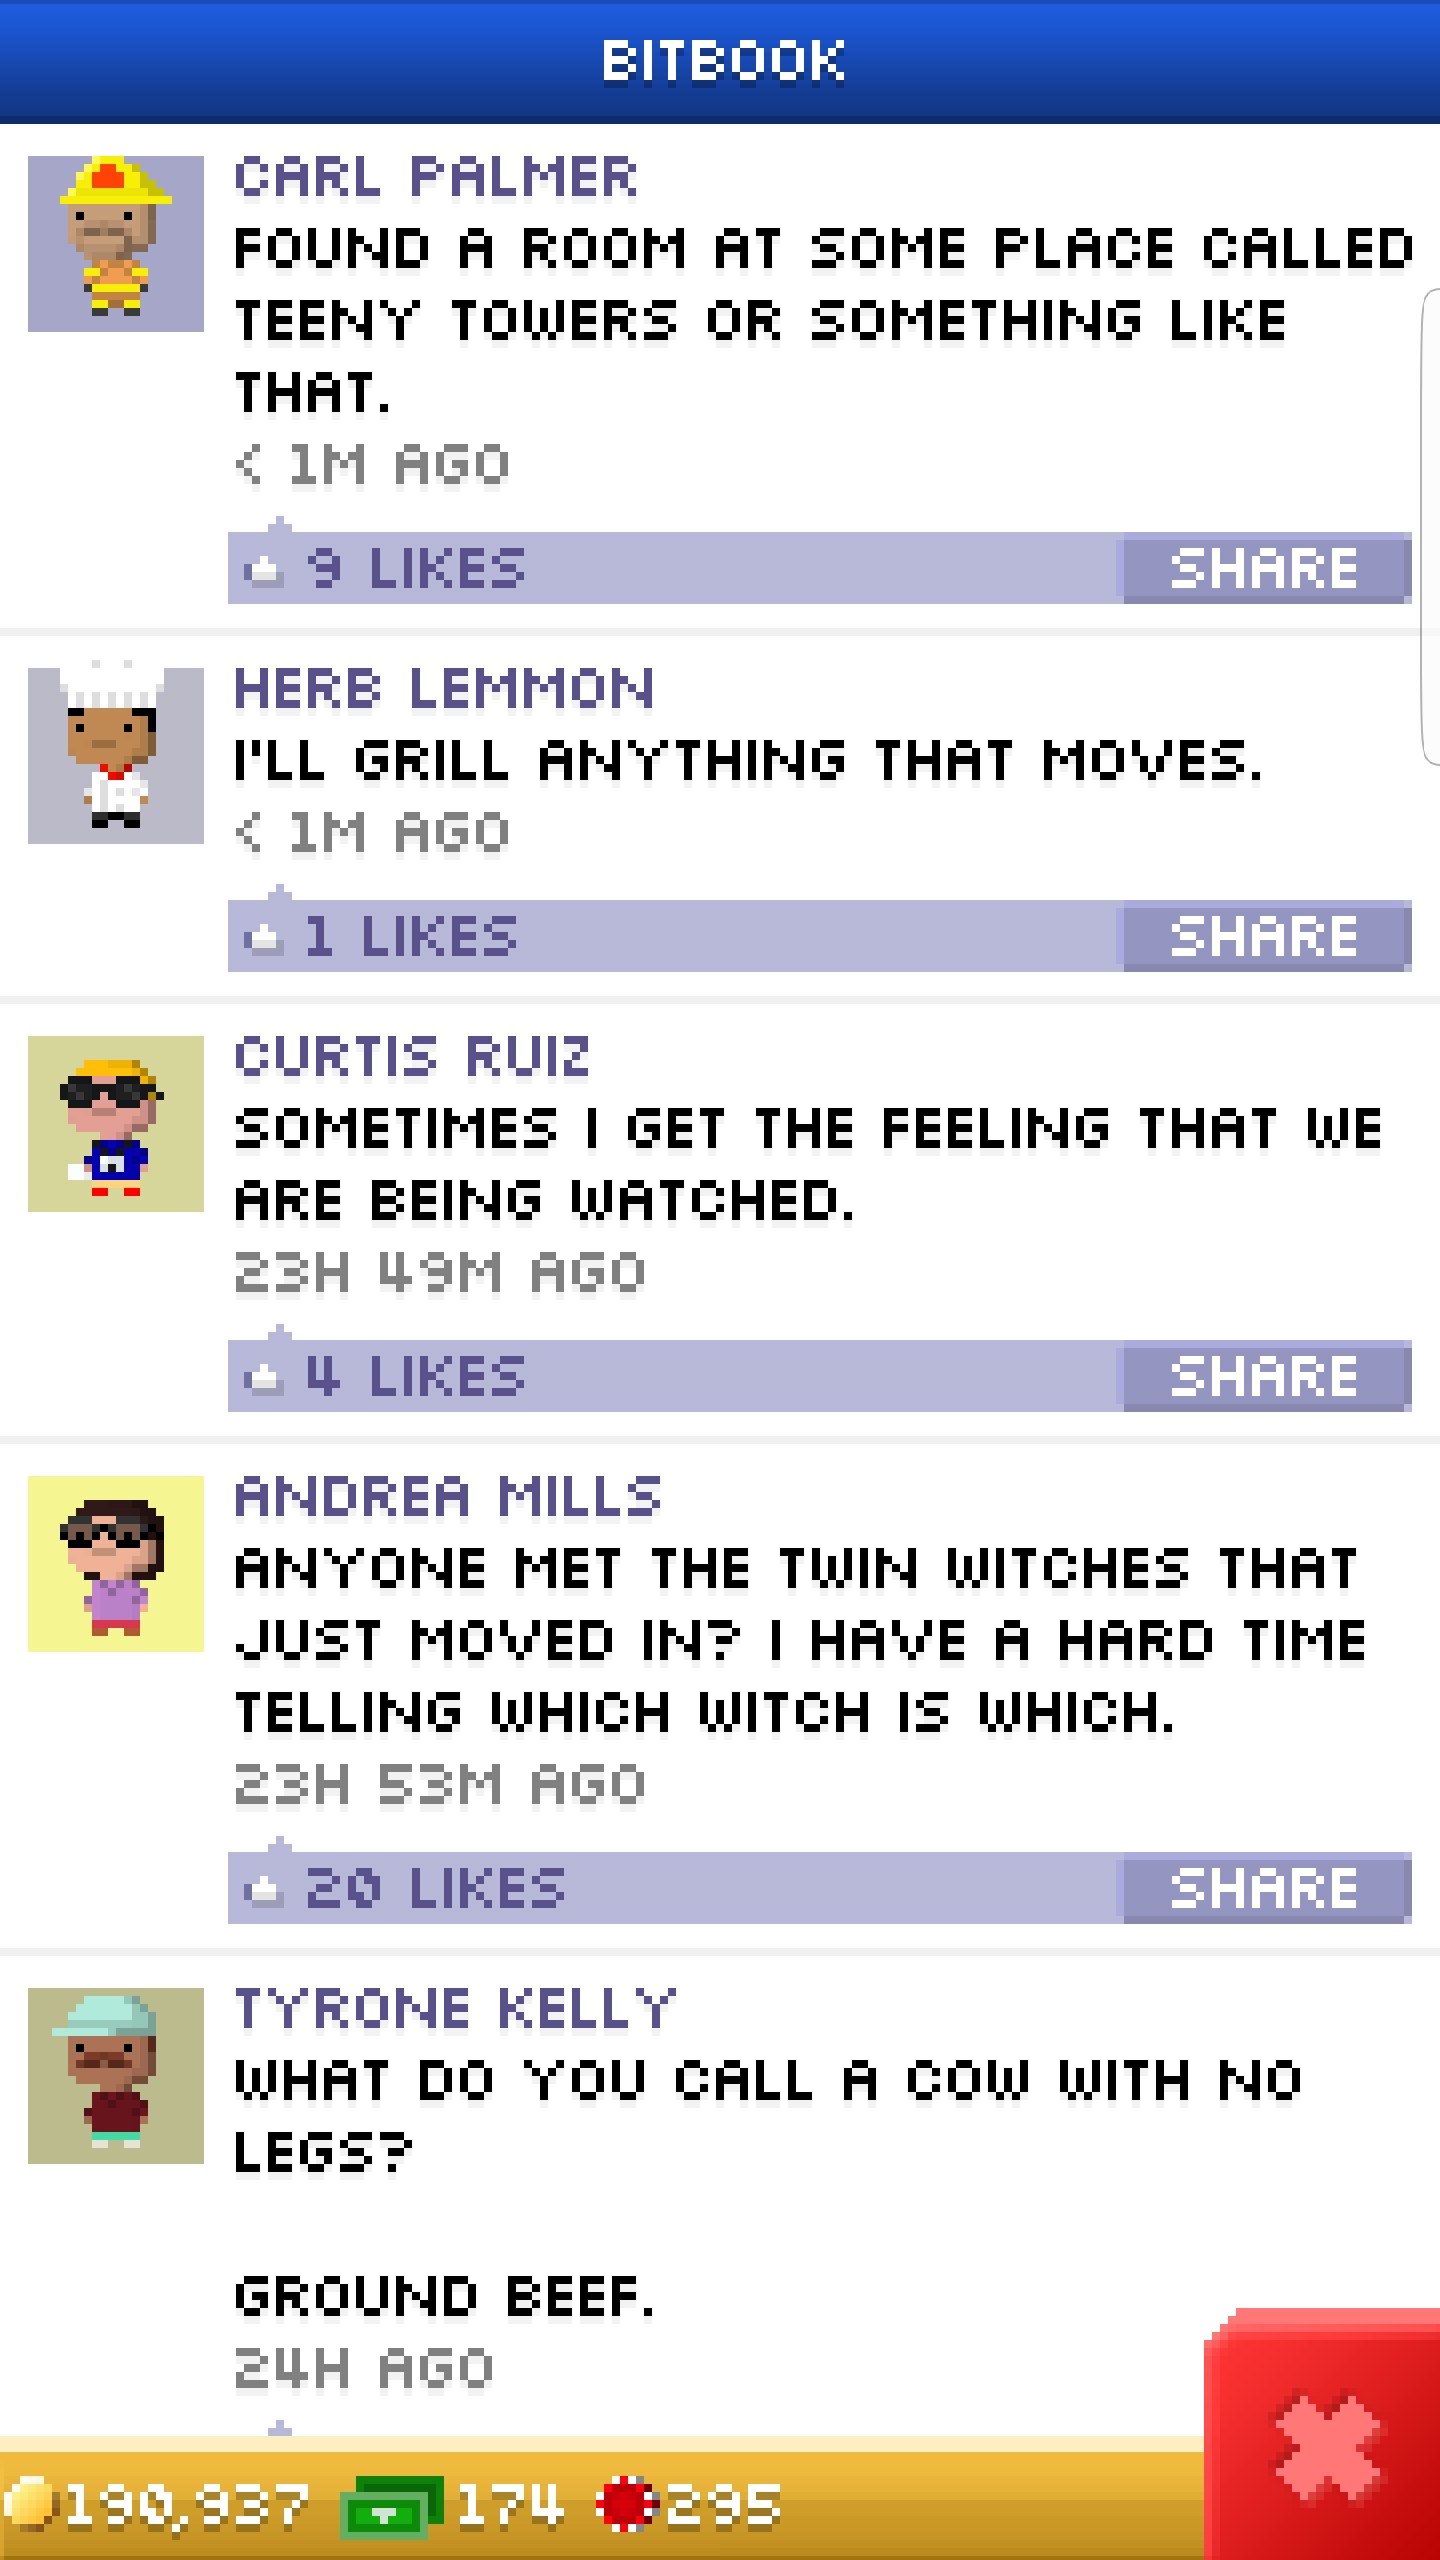 BITBOOK
CARL PALMER
FOUND A ROOM AT SOME PLACE CALLED
TEENY TOWERS OR SOMETHING LIKE
THAT.
< 1M AGO
9 LIKES
SHARE
HERB LEMMON
I'LL GRILL ANYTHING THAT MOVES.
< 1M AGO
1 LIKES
SHARE
CURTIS RUIZ
SOMETIMES I GET THE FEELING THAT WE
ARE BEING WATCHED.
23H 49M AGO
4 LIKES
SHARE
ANDREA MILLS
ANYONE MET THE TWIN WITCHES THAT
JUST MOVED IN? I HAVE A HARD TIME
TELLING WHICH WITCH IS WHICH.
23H 53M AGO
20 LIKES
SHARE
TYRONE KELLY
WHAT DO YOU CALL A COW WITH NO
LEGS?
GROUND BEEF.
24H AGO
190,937 174 295